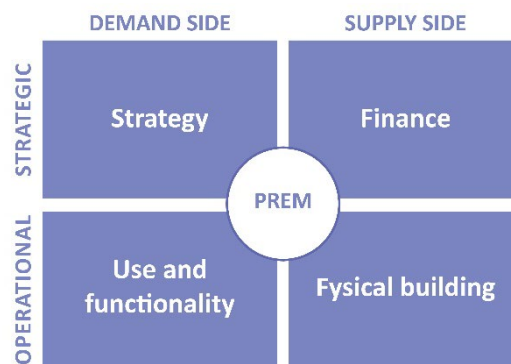 DEMAND SIDE
SUPPLY SIDE
STRATEGIC
Strategy
Finance
PREM
OPERATIONAL
Use and
functionality
Fysical building